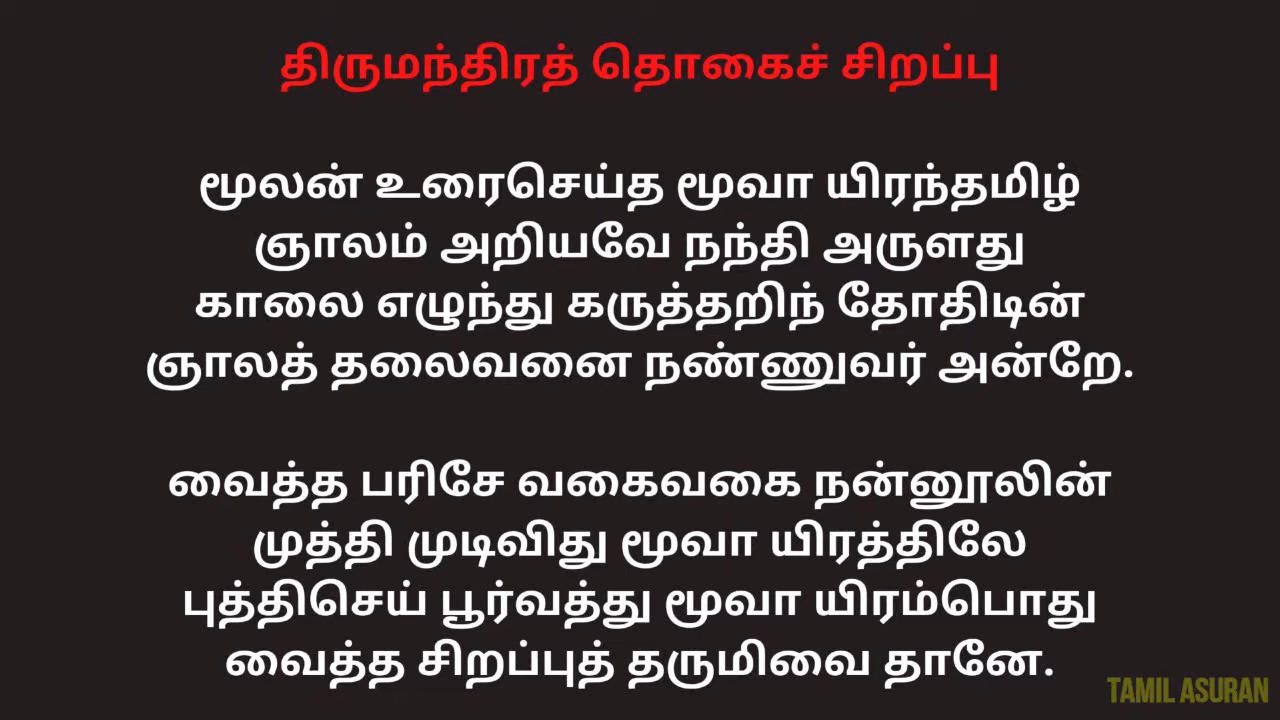 திருமந்திரத் தொகைச் சிறப்பு
மூலன் உரைசெய்த மூவா யிரந்தமிழ்
ஞாலம் அறியவே நந்தி அருளது
காலை எழுந்து கருத்தறிந் தோதிடின்
ஞாலத் தலைவனை நண்ணுவர் அன்றே.
வைத்த பரிசே வகைவகை நன்னூலின்
முத்தி முடிவிது மூவா யிரத்திலே
புத்திசெய் பூர்வத்து மூவா யிரம்பொது
வைத்த சிறப்புத் தருமிவை தானே.
TAMIL ASURAN